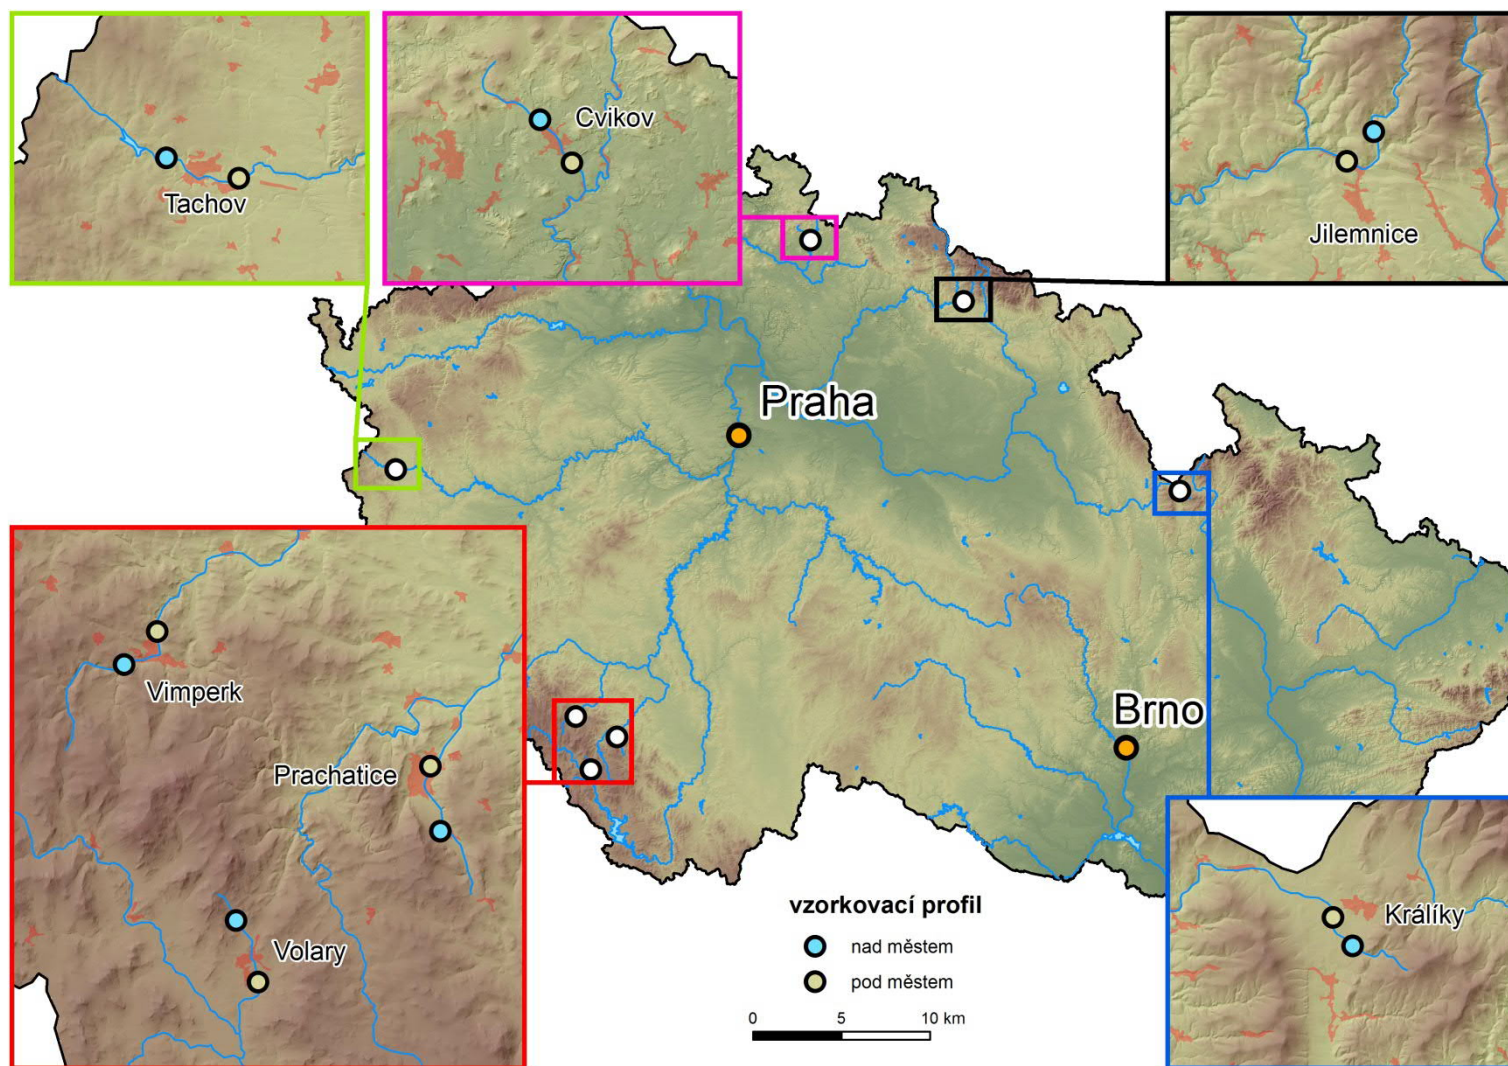 Cvikov
Tachov
Jilemnice
Praha
Vimperk
Prachatice
Volary
Brno
Králíky
vzorkovací profil
nad městem
pod městem
0 5 10 km